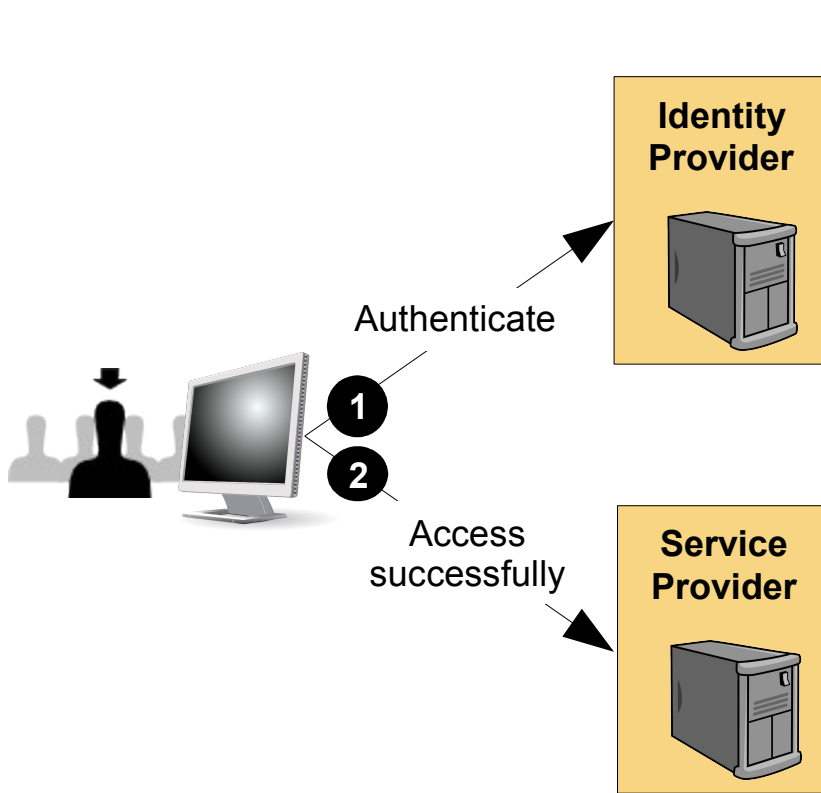 Identity
Provider
Authenticate
1
2
Access
successfully
Service
Provider